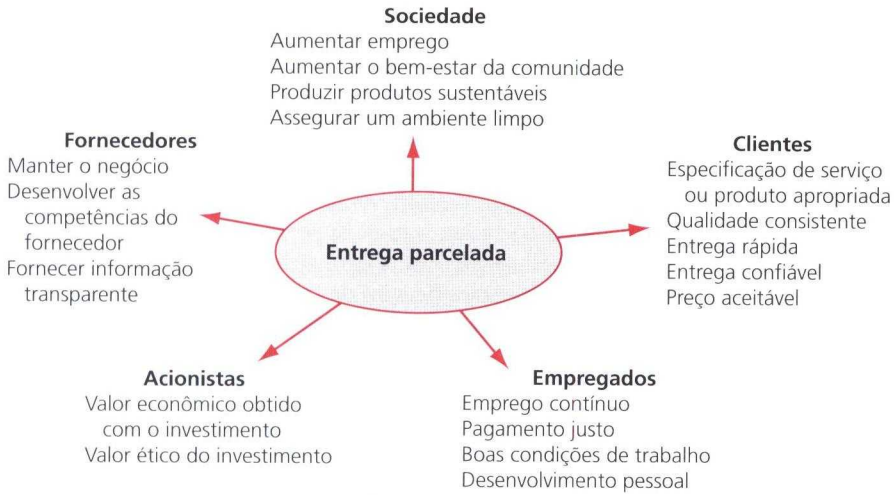 Sociedade
Aumentar emprego
Aumentar o bem-estar da comunidade
Produzir produtos sustentáveis
Assegurar um ambiente limpo
Fornecedores
Manter o negócio
Desenvolver as
competências do
fornecedor
Fornecer informação
transparente
Clientes
Especificação de serviço
ou produto apropriada
Qualidade consistente
Entrega rápida
Entrega confiável
Preço aceitável
Entrega parcelada
Acionistas
Valor econômico obtido
com o investimento
Valor ético do investimento
Empregados
Emprego contínuo
Pagamento justo
Boas condições de trabalho
Desenvolvimento pessoal